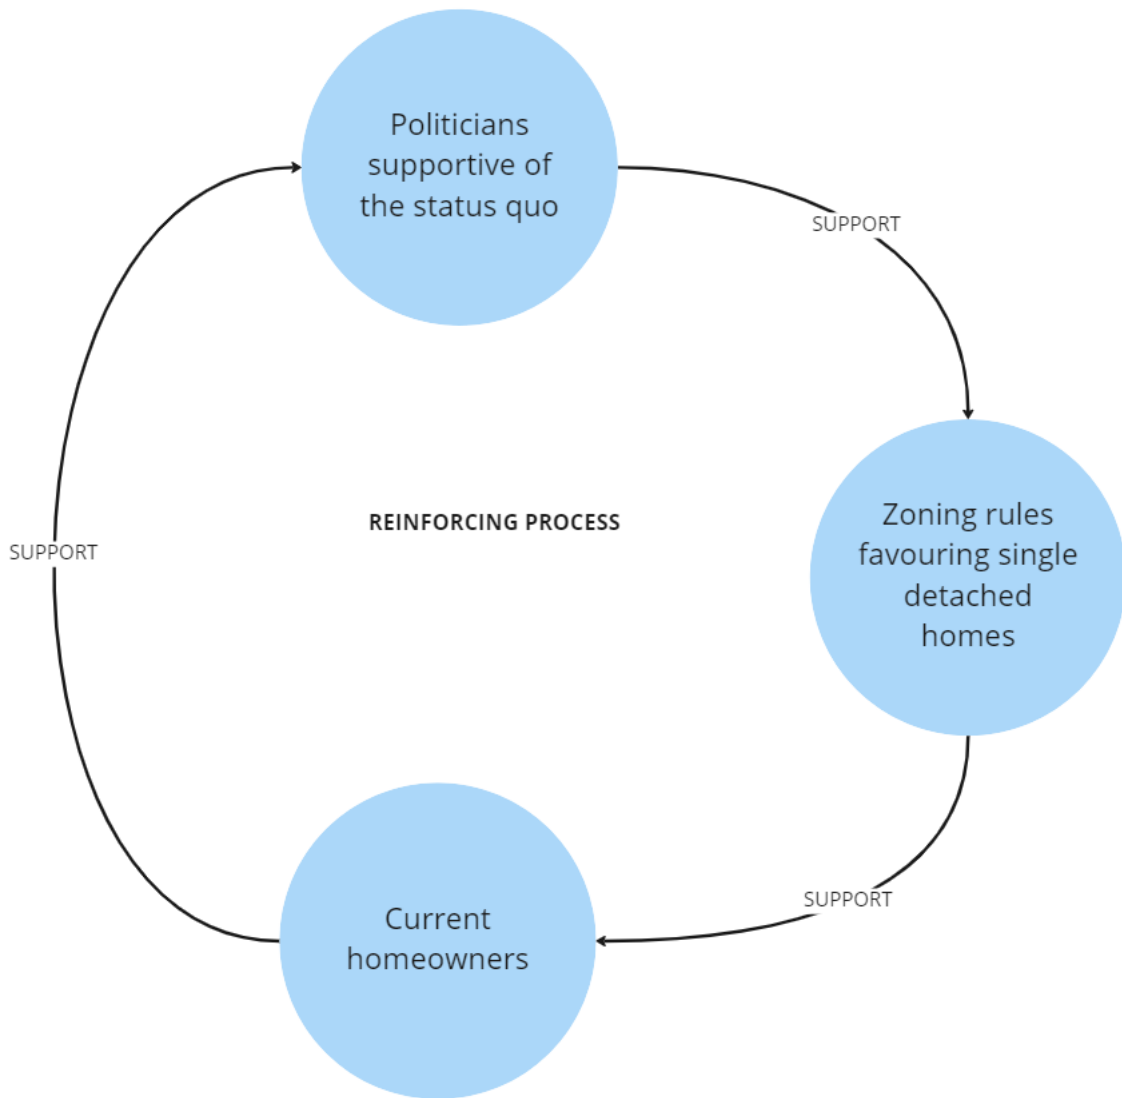 Politicians
supportive of
the status quo
SUPPORT
REINFORCING PROCESS
Zoning rules
favouring single
detached
homes
SUPPORT
SUPPORT
Current
homeowners